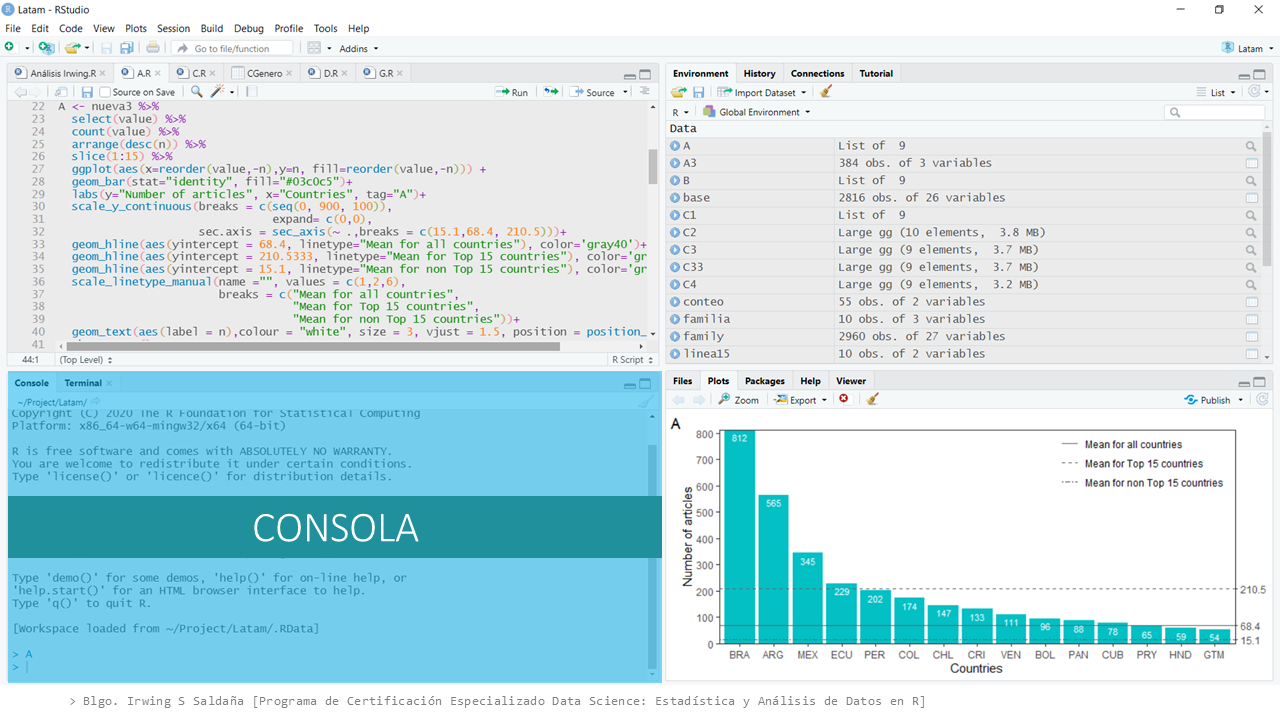 Latam - RStudio
File Edit Code View Plots Session Build Debug Profile Tools Help
Go to file/function Addins Latam
Análisis Irwing.R A.R C.R CGenero D.R G.R
Source on Save Run Source
22 A <- nueva3 %>%
23 select(value) %>%
24 count(value) %>%
25 arrange(desc(n)) %>%
26 slice(1:15) %>%
27 ggplot(aes(x=reorder(value,-n),y=n, fill=reorder(value,-n))) +
28 geom_bar(stat="identity", fill="#03c0c5")+
29 labs(y="Number of articles", x="Countries", tag="A")+
30 scale_y_continuous(breaks = c(seq(0, 900, 100)),
31 expand= c(0,0),
32 sec.axis = sec_axis(~ .,breaks = c(15.1,68.4, 210.5)))+
33 geom_hline(aes(yintercept = 68.4, linetype="Mean for all countries"), color='gray40')+
34 geom_hline(aes(yintercept = 210.5333, linetype="Mean for Top 15 countries"), color='gr
35 geom_hline(aes(yintercept = 15.1, linetype="Mean for non Top 15 countries"), color='gr
36 scale_linetype_manual(name ="", values = c(1,2,6),
37 breaks = c("Mean for all countries",
38 "Mean for Top 15 countries",
39 "Mean for non Top 15 countries"))+
40 geom_text(aes(label = n),colour = "white", size = 3, vjust = 1.5, position = position_
41
44:1 (Top Level) R Script
Environment History Connections Tutorial
Import Dataset List
R Global Environment
Data
A List of 9
A3 384 obs. of 3 variables
B List of 9
base 2816 obs. of 26 variables
C1 List of 9
C2 Large gg (10 elements, 3.8 MB)
C3 Large gg (9 elements, 3.7 MB)
C33 Large gg (9 elements, 3.7 MB)
C4 Large gg (9 elements, 3.2 MB)
conteo 55 obs. of 2 variables
familia 10 obs. of 3 variables
family 2960 obs. of 27 variables
linea15 10 obs. of 2 variables
Console Terminal
~/Project/Latam/
Copyright (C) 2020 The R Foundation for Statistical Computing
Platform: x86_64-w64-mingw32/x64 (64-bit)
R is free software and comes with ABSOLUTELY NO WARRANTY.
You are welcome to redistribute it under certain conditions.
Type 'license()' or 'licence()' for distribution details.
CONSOLA
Type 'demo()' for some demos, 'help()' for on-line help, or
'help.start()' for an HTML browser interface to help.
Type 'q()' to quit R.
[Workspace loaded from ~/Project/Latam/.RData]
> A
>
Files Plots Packages Help Viewer
Zoom Export Publish
A
Number of articles
800
700
600
500
400
300
200
100
0
812 565 345 229 202 174 147 133 111 96 88 78 65 59 54
Mean for all countries
Mean for Top 15 countries
Mean for non Top 15 countries
210.5
68.4
15.1
BRA ARG MEX ECU PER COL CHL CRI VEN BOL PAN CUB PRY HND GTM
Countries
> Blgo. Irwing S Saldaña [Programa de Certificación Especializado Data Science: Estadística y Análisis de Datos en R]